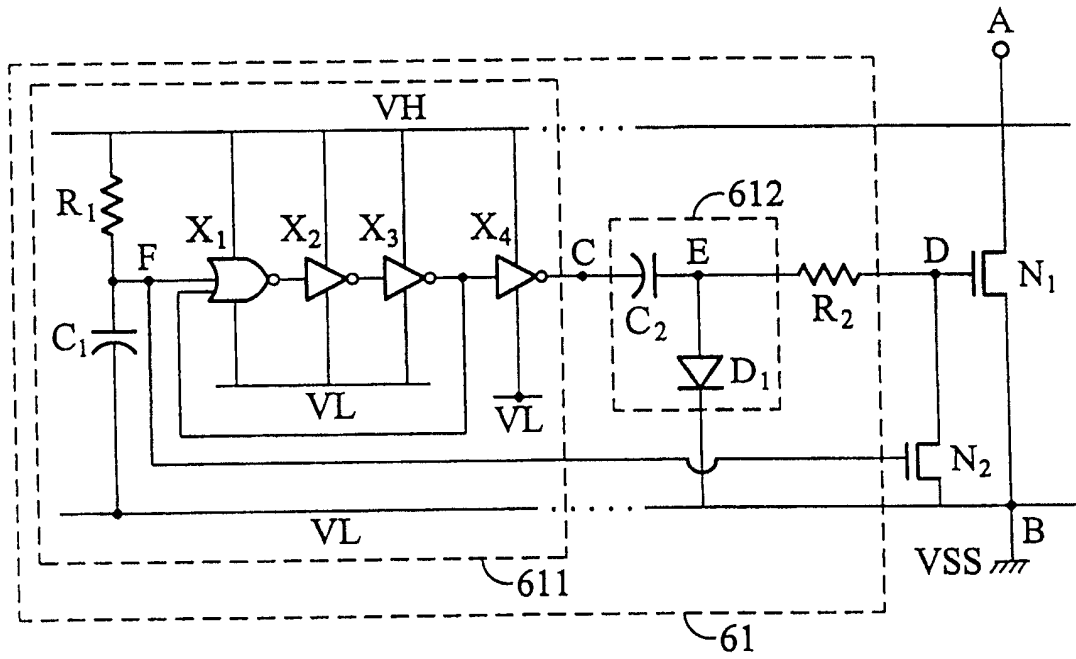 A
VH
612
R₁
X₁
X₂
X₃
X₄
F
C
E
D
N₁
C₁
C₂
R₂
D₁
VL
VL
N₂
VL
B
VSS
611
61